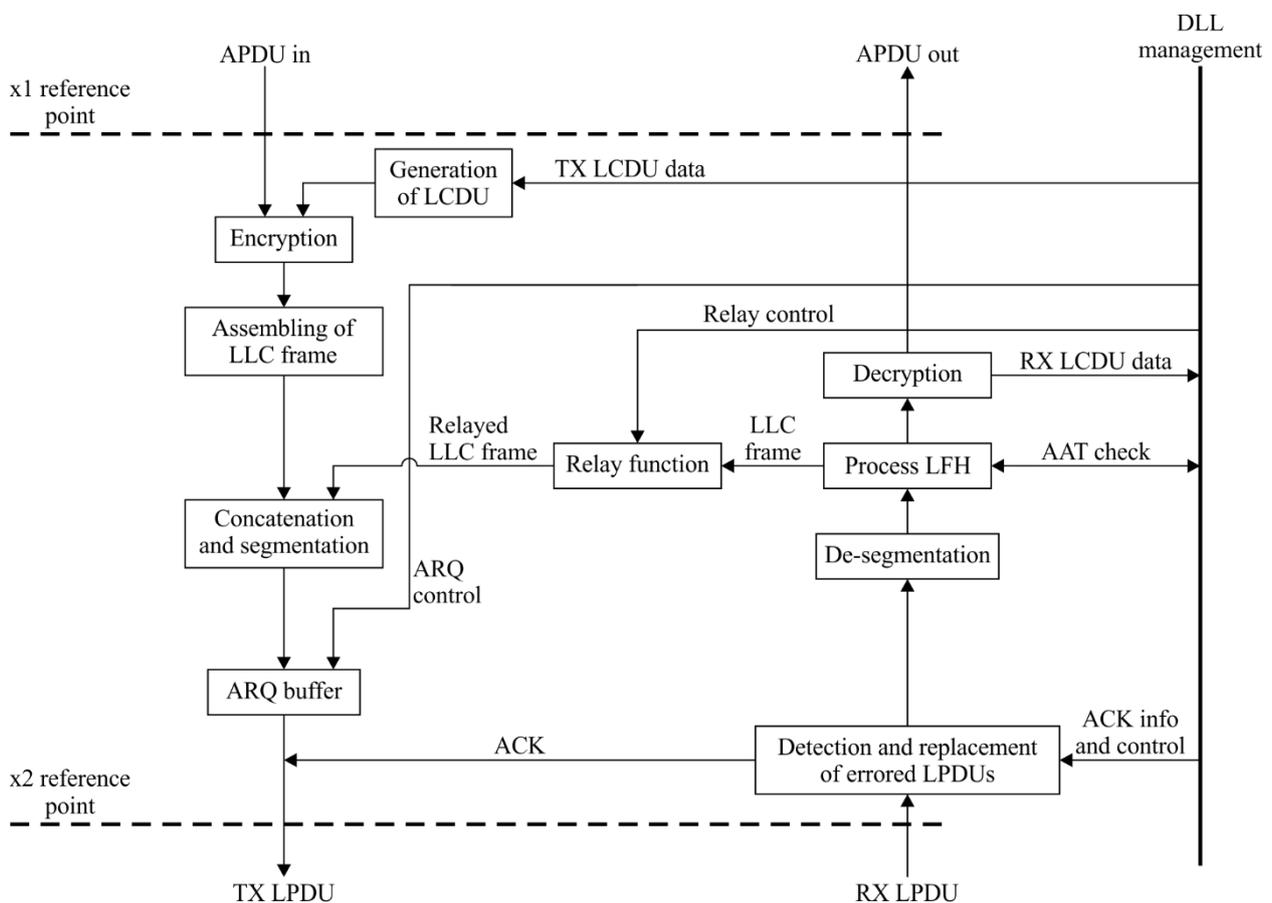 DLL
management
APDU in
APDU out
x1 reference
point
Generation
of LCDU
TX LCDU data
Encryption
Relay control
Assembling of
LLC frame
Decryption
RX LCDU data
Relayed
LLC frame
LLC
frame
Relay function
Process LFH
AAT check
Concatenation
and segmentation
De-segmentation
ARQ
control
ARQ buffer
ACK
Detection and replacement
of errored LPDUs
ACK info
and control
x2 reference
point
TX LPDU
RX LPDU